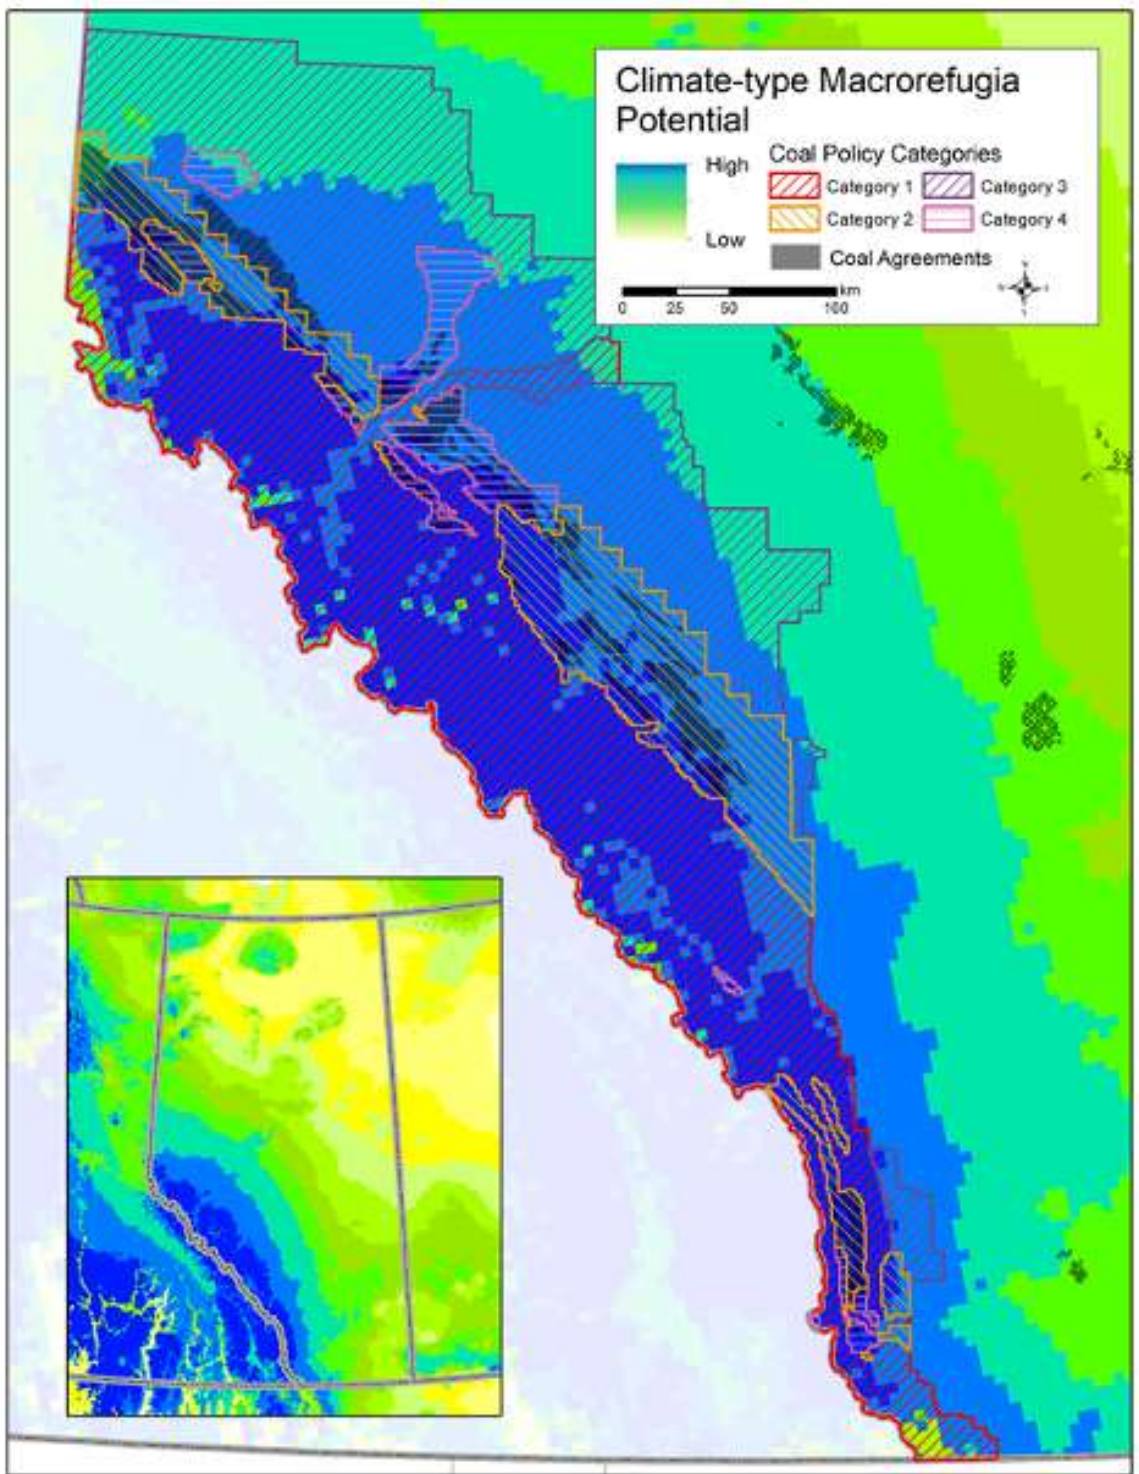 Climate-type Macrorefugia
Potential
High
Low
Coal Policy Categories
Category 1
Category 3
Category 2
Category 4
Coal Agreements
km
0 25 50 100